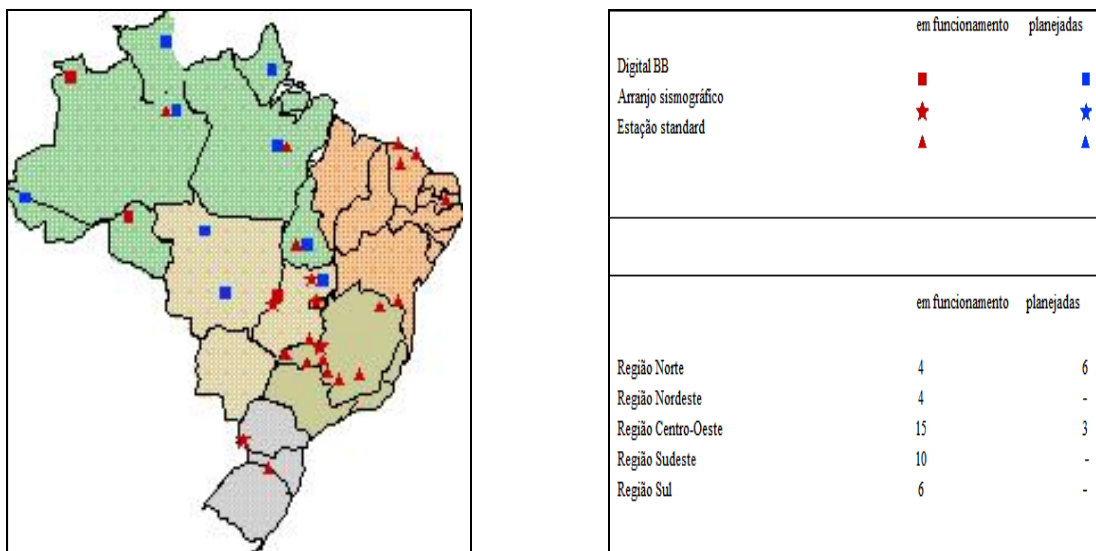 em funcionamento planejadas
Digital BB
Arranjo sismográfico
Estação standard
em funcionamento planejadas
Região Norte 4 6
Região Nordeste 4 -
Região Centro-Oeste 15 3
Região Sudeste 10 -
Região Sul 6 -